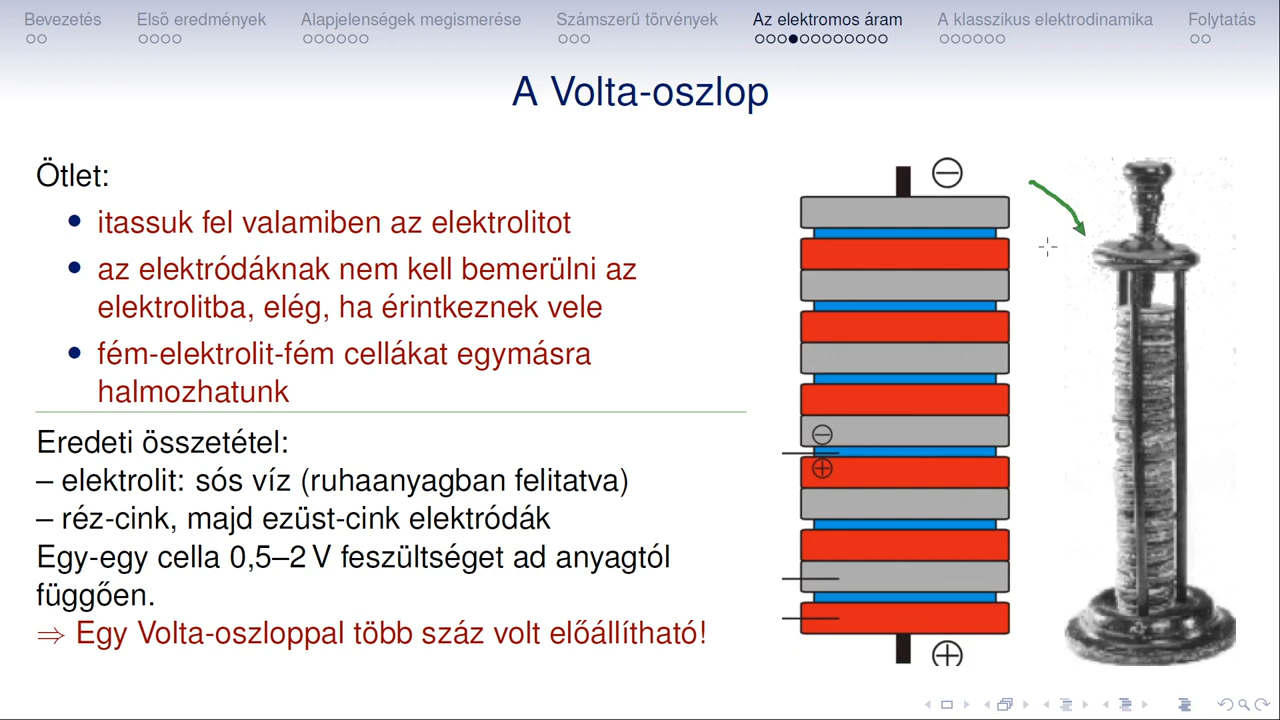 Bevezetés Első eredmények Alapjelenségek megismerése Számszerű törvények Az elektromos áram A klasszikus elektrodinamika Folytatás
A Volta-oszlop
Ötlet:
• itassuk fel valamiben az elektrolitot
• az elektródáknak nem kell bemerülni az
elektrolitba, elég, ha érintkeznek vele
• fém-elektrolit-fém cellákat egymásra
halmozhatunk
Eredeti összetétel:
– elektrolit: sós víz (ruhaanyagban felitatva)
– réz-cink, majd ezüst-cink elektródák
Egy-egy cella 0,5–2 V feszültséget ad anyagtól
függően.
⇒ Egy Volta-oszloppal több száz volt előállítható!
−
−
+
+